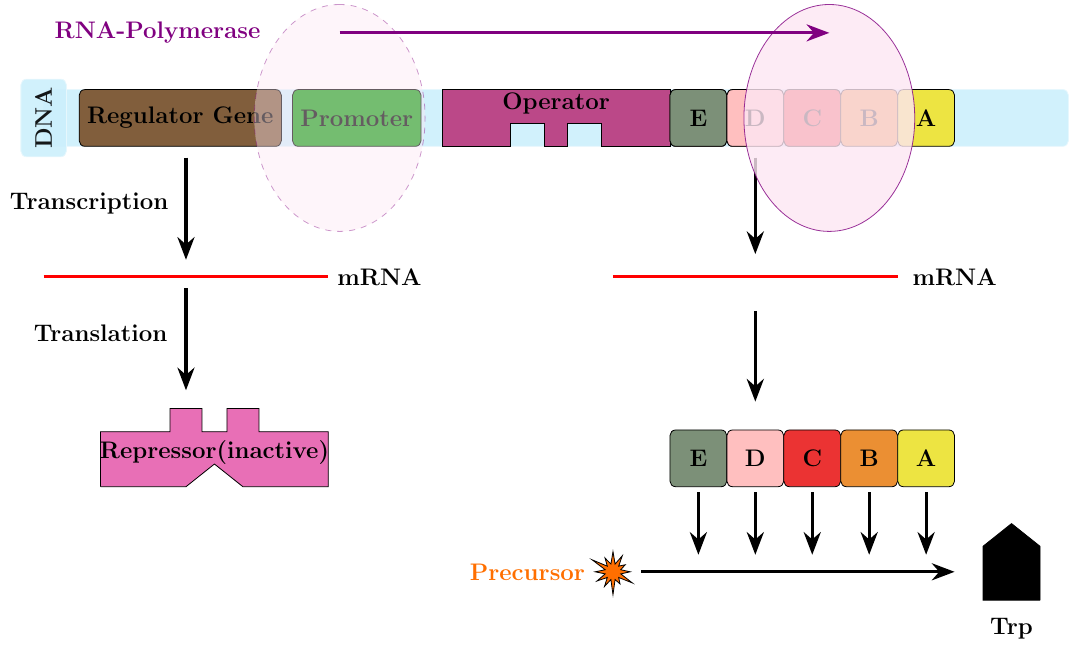 RNA-Polymerase
DNA
Regulator Gene
Promoter
Operator
E
D
C
B
A
Transcription
mRNA
mRNA
Translation
Repressor(inactive)
E
D
C
B
A
Precursor
Trp